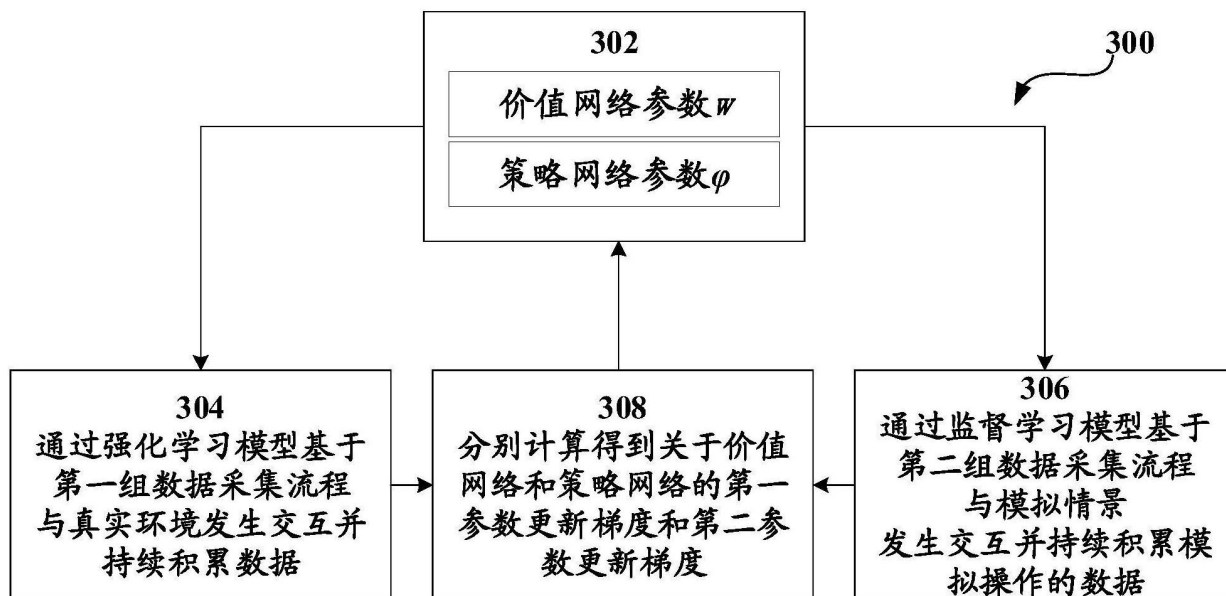 302
300
价值网络参数w
策略网络参数φ
304
通过强化学习模型基于
第一组数据采集流程
与真实环境发生交互并
持续积累数据
308
分别计算得到关于价值
网络和策略网络的第一
参数更新梯度和第二参
数更新梯度
306
通过监督学习模型基于
第二组数据采集流程
与模拟情景
发生交互并持续积累模
拟操作的数据